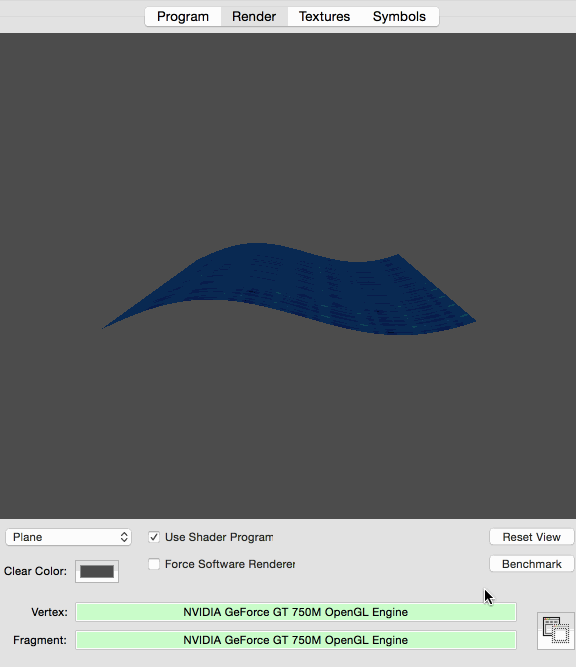 Program Render Textures Symbols
Plane Use Shader Program Reset View
Clear Color: Force Software Renderer Benchmark
Vertex: NVIDIA GeForce GT 750M OpenGL Engine
Fragment: NVIDIA GeForce GT 750M OpenGL Engine